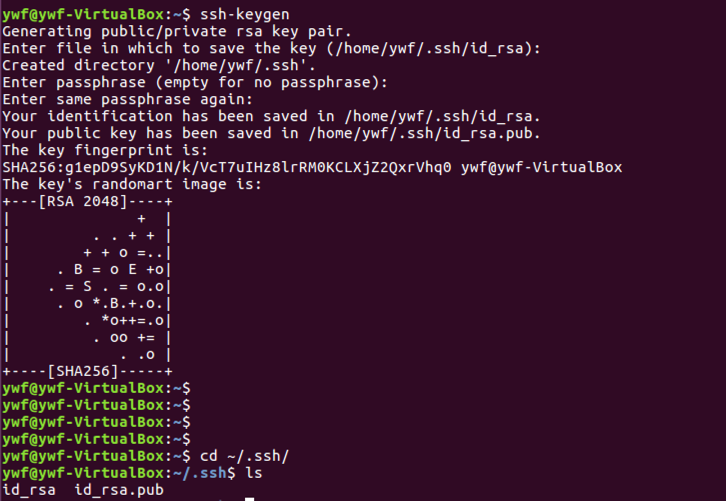 ywf@ywf-VirtualBox:~$ ssh-keygen
Generating public/private rsa key pair.
Enter file in which to save the key (/home/ywf/.ssh/id_rsa):
Created directory '/home/ywf/.ssh'.
Enter passphrase (empty for no passphrase):
Enter same passphrase again:
Your identification has been saved in /home/ywf/.ssh/id_rsa.
Your public key has been saved in /home/ywf/.ssh/id_rsa.pub.
The key fingerprint is:
SHA256:g1epD9SyKD1N/k/VcT7uIHz8lrRM0KCLXjZ2QxrVhq0 ywf@ywf-VirtualBox
The key's randomart image is:
+---[RSA 2048]----+
|              +  |
|         . . + + |
|        + + o =..|
|     . B = o E +o|
|    . = S . = o.o|
|     . o *.B.+.o.|
|        . *o++=.o|
|         . oo += |
|            . .o |
+----[SHA256]-----+
ywf@ywf-VirtualBox:~$
ywf@ywf-VirtualBox:~$
ywf@ywf-VirtualBox:~$
ywf@ywf-VirtualBox:~$
ywf@ywf-VirtualBox:~$ cd ~/.ssh/
ywf@ywf-VirtualBox:~/.ssh$ ls
id_rsa  id_rsa.pub